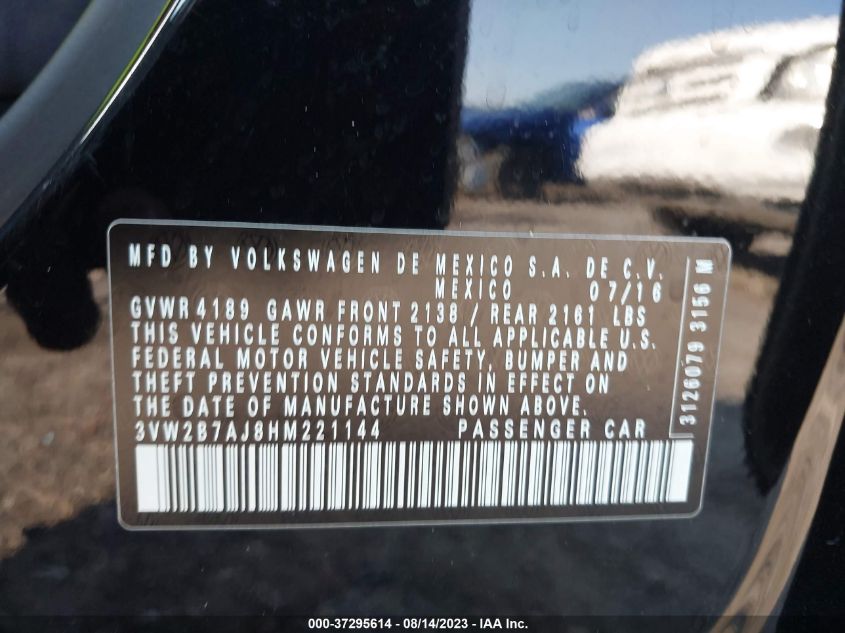 MFD BY VOLKSWAGEN DE MEXICO S.A. DE C.V.
MEXICO 07/16
GVWR 4189 GAWR FRONT 2138 / REAR 2161 LBS
THIS VEHICLE CONFORMS TO ALL APPLICABLE U.S.
FEDERAL MOTOR VEHICLE SAFETY, BUMPER AND
THEFT PREVENTION STANDARDS IN EFFECT ON
THE DATE OF MANUFACTURE SHOWN ABOVE.
3VW2B7AJ8HM221144 PASSENGER CAR
3126079 3156 M
000-37295614 - 08/14/2023 - IAA Inc.